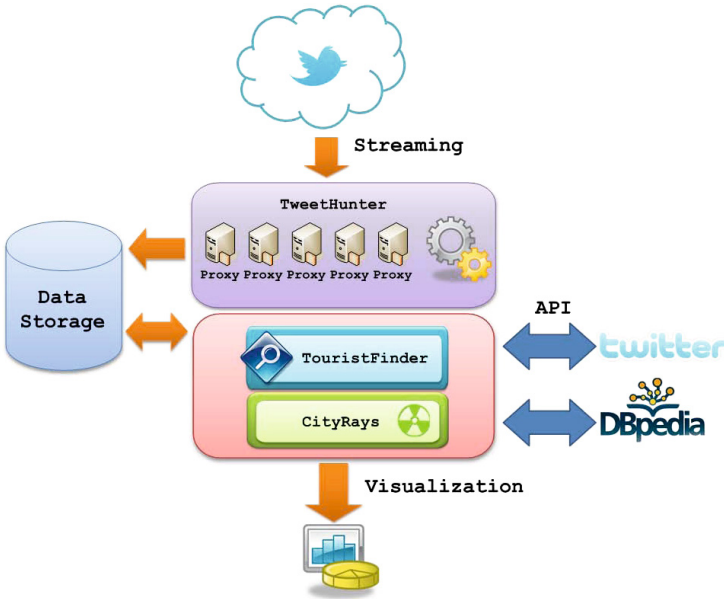 Streaming
TweetHunter
Proxy Proxy Proxy Proxy Proxy
Data
Storage
API
TouristFinder
twitter
CityRays
DBpedia
Visualization